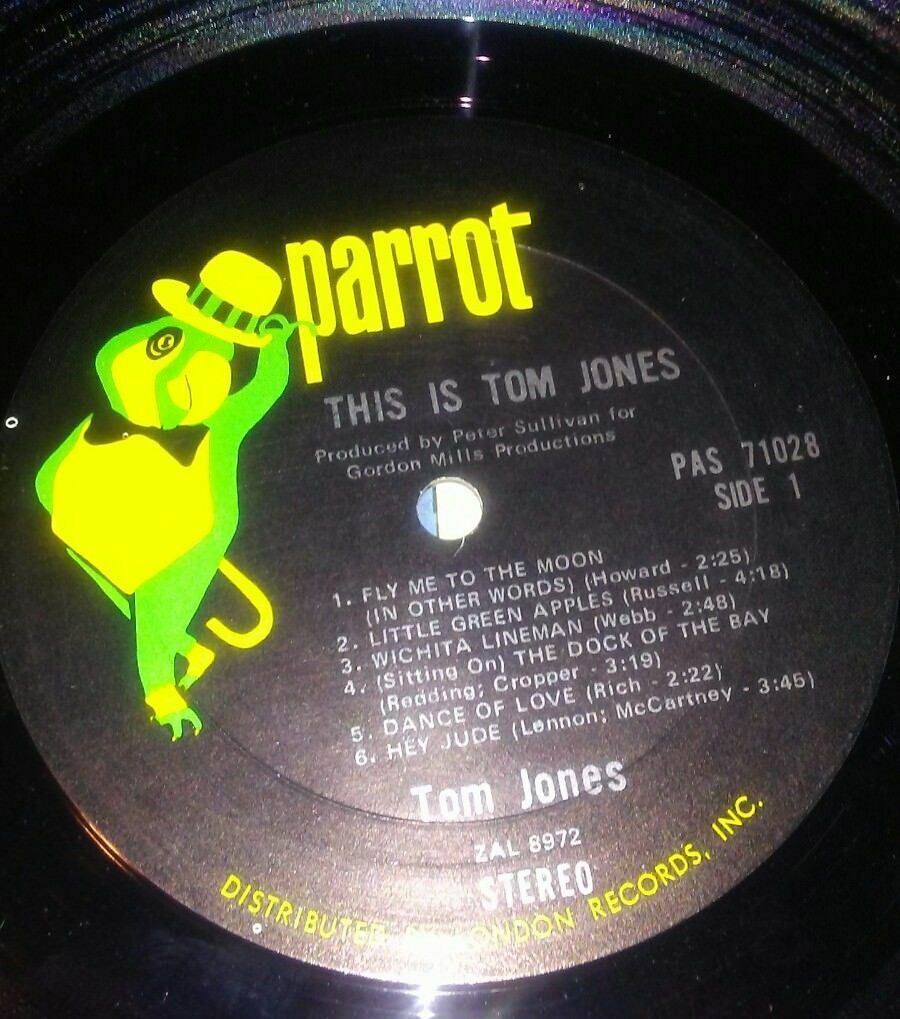 parrot
THIS IS TOM JONES
Produced by Peter Sullivan for
Gordon Mills Productions
PAS 71028
SIDE 1
1. FLY ME TO THE MOON
(IN OTHER WORDS) (Howard - 2:25)
2. LITTLE GREEN APPLES (Russell - 4:18)
3. WICHITA LINEMAN (Webb - 2:48)
4. (Sitting On) THE DOCK OF THE BAY
(Redding; Cropper - 3:19)
5. DANCE OF LOVE (Rich - 2:22)
6. HEY JUDE (Lennon; McCartney - 3:45)
Tom Jones
ZAL 8972
STEREO
DISTRIBUTED BY LONDON RECORDS, INC.